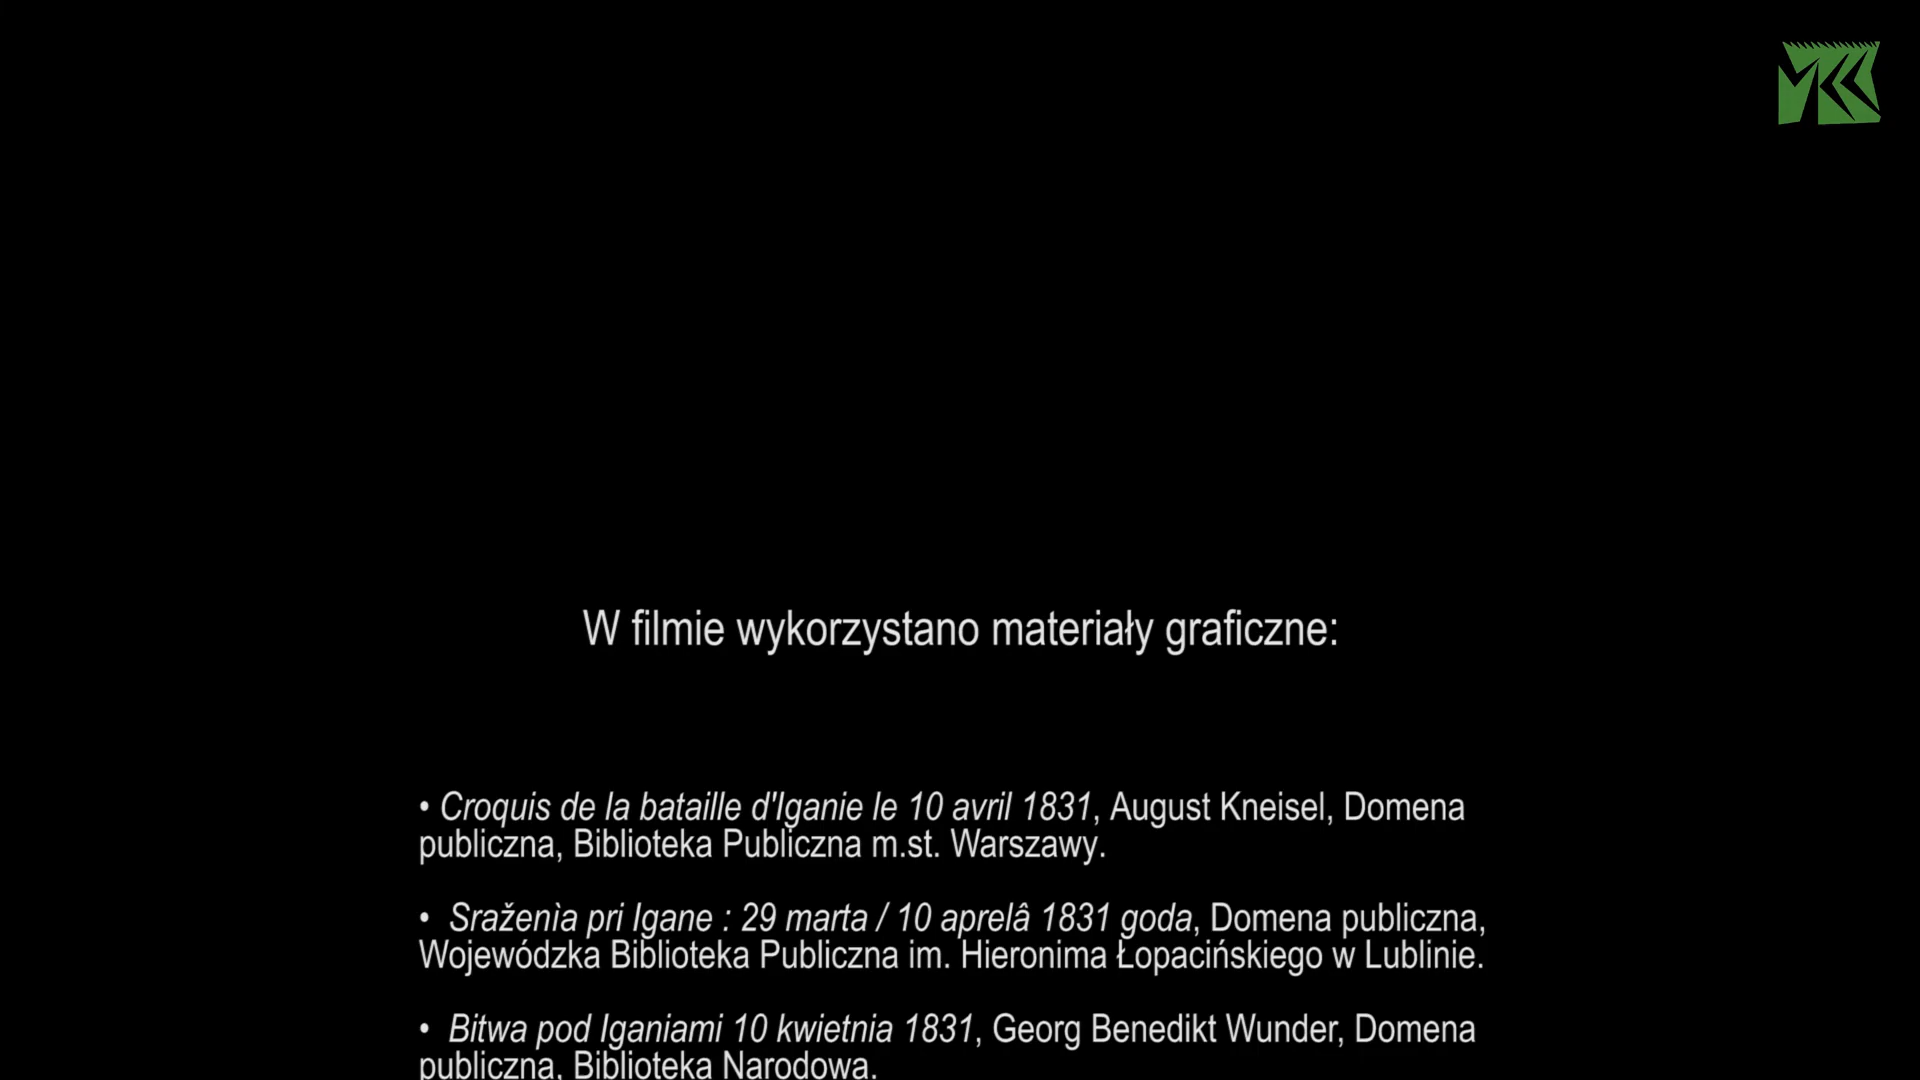 W filmie wykorzystano materiały graficzne:
• Croquis de la bataille d'Iganie le 10 avril 1831, August Kneisel, Domena
publiczna, Biblioteka Publiczna m.st. Warszawy.
• Sraženìa pri Igane : 29 marta / 10 aprelâ 1831 goda, Domena publiczna,
Wojewódzka Biblioteka Publiczna im. Hieronima Łopacińskiego w Lublinie.
• Bitwa pod Iganiami 10 kwietnia 1831, Georg Benedikt Wunder, Domena
publiczna, Biblioteka Narodowa.